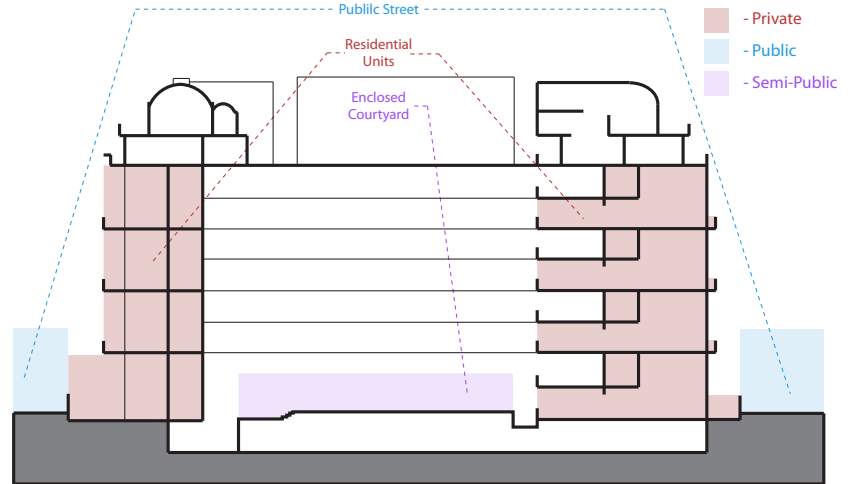 Publilc Street
Residential
Units
Enclosed
Courtyard
- Private
- Public
- Semi-Public